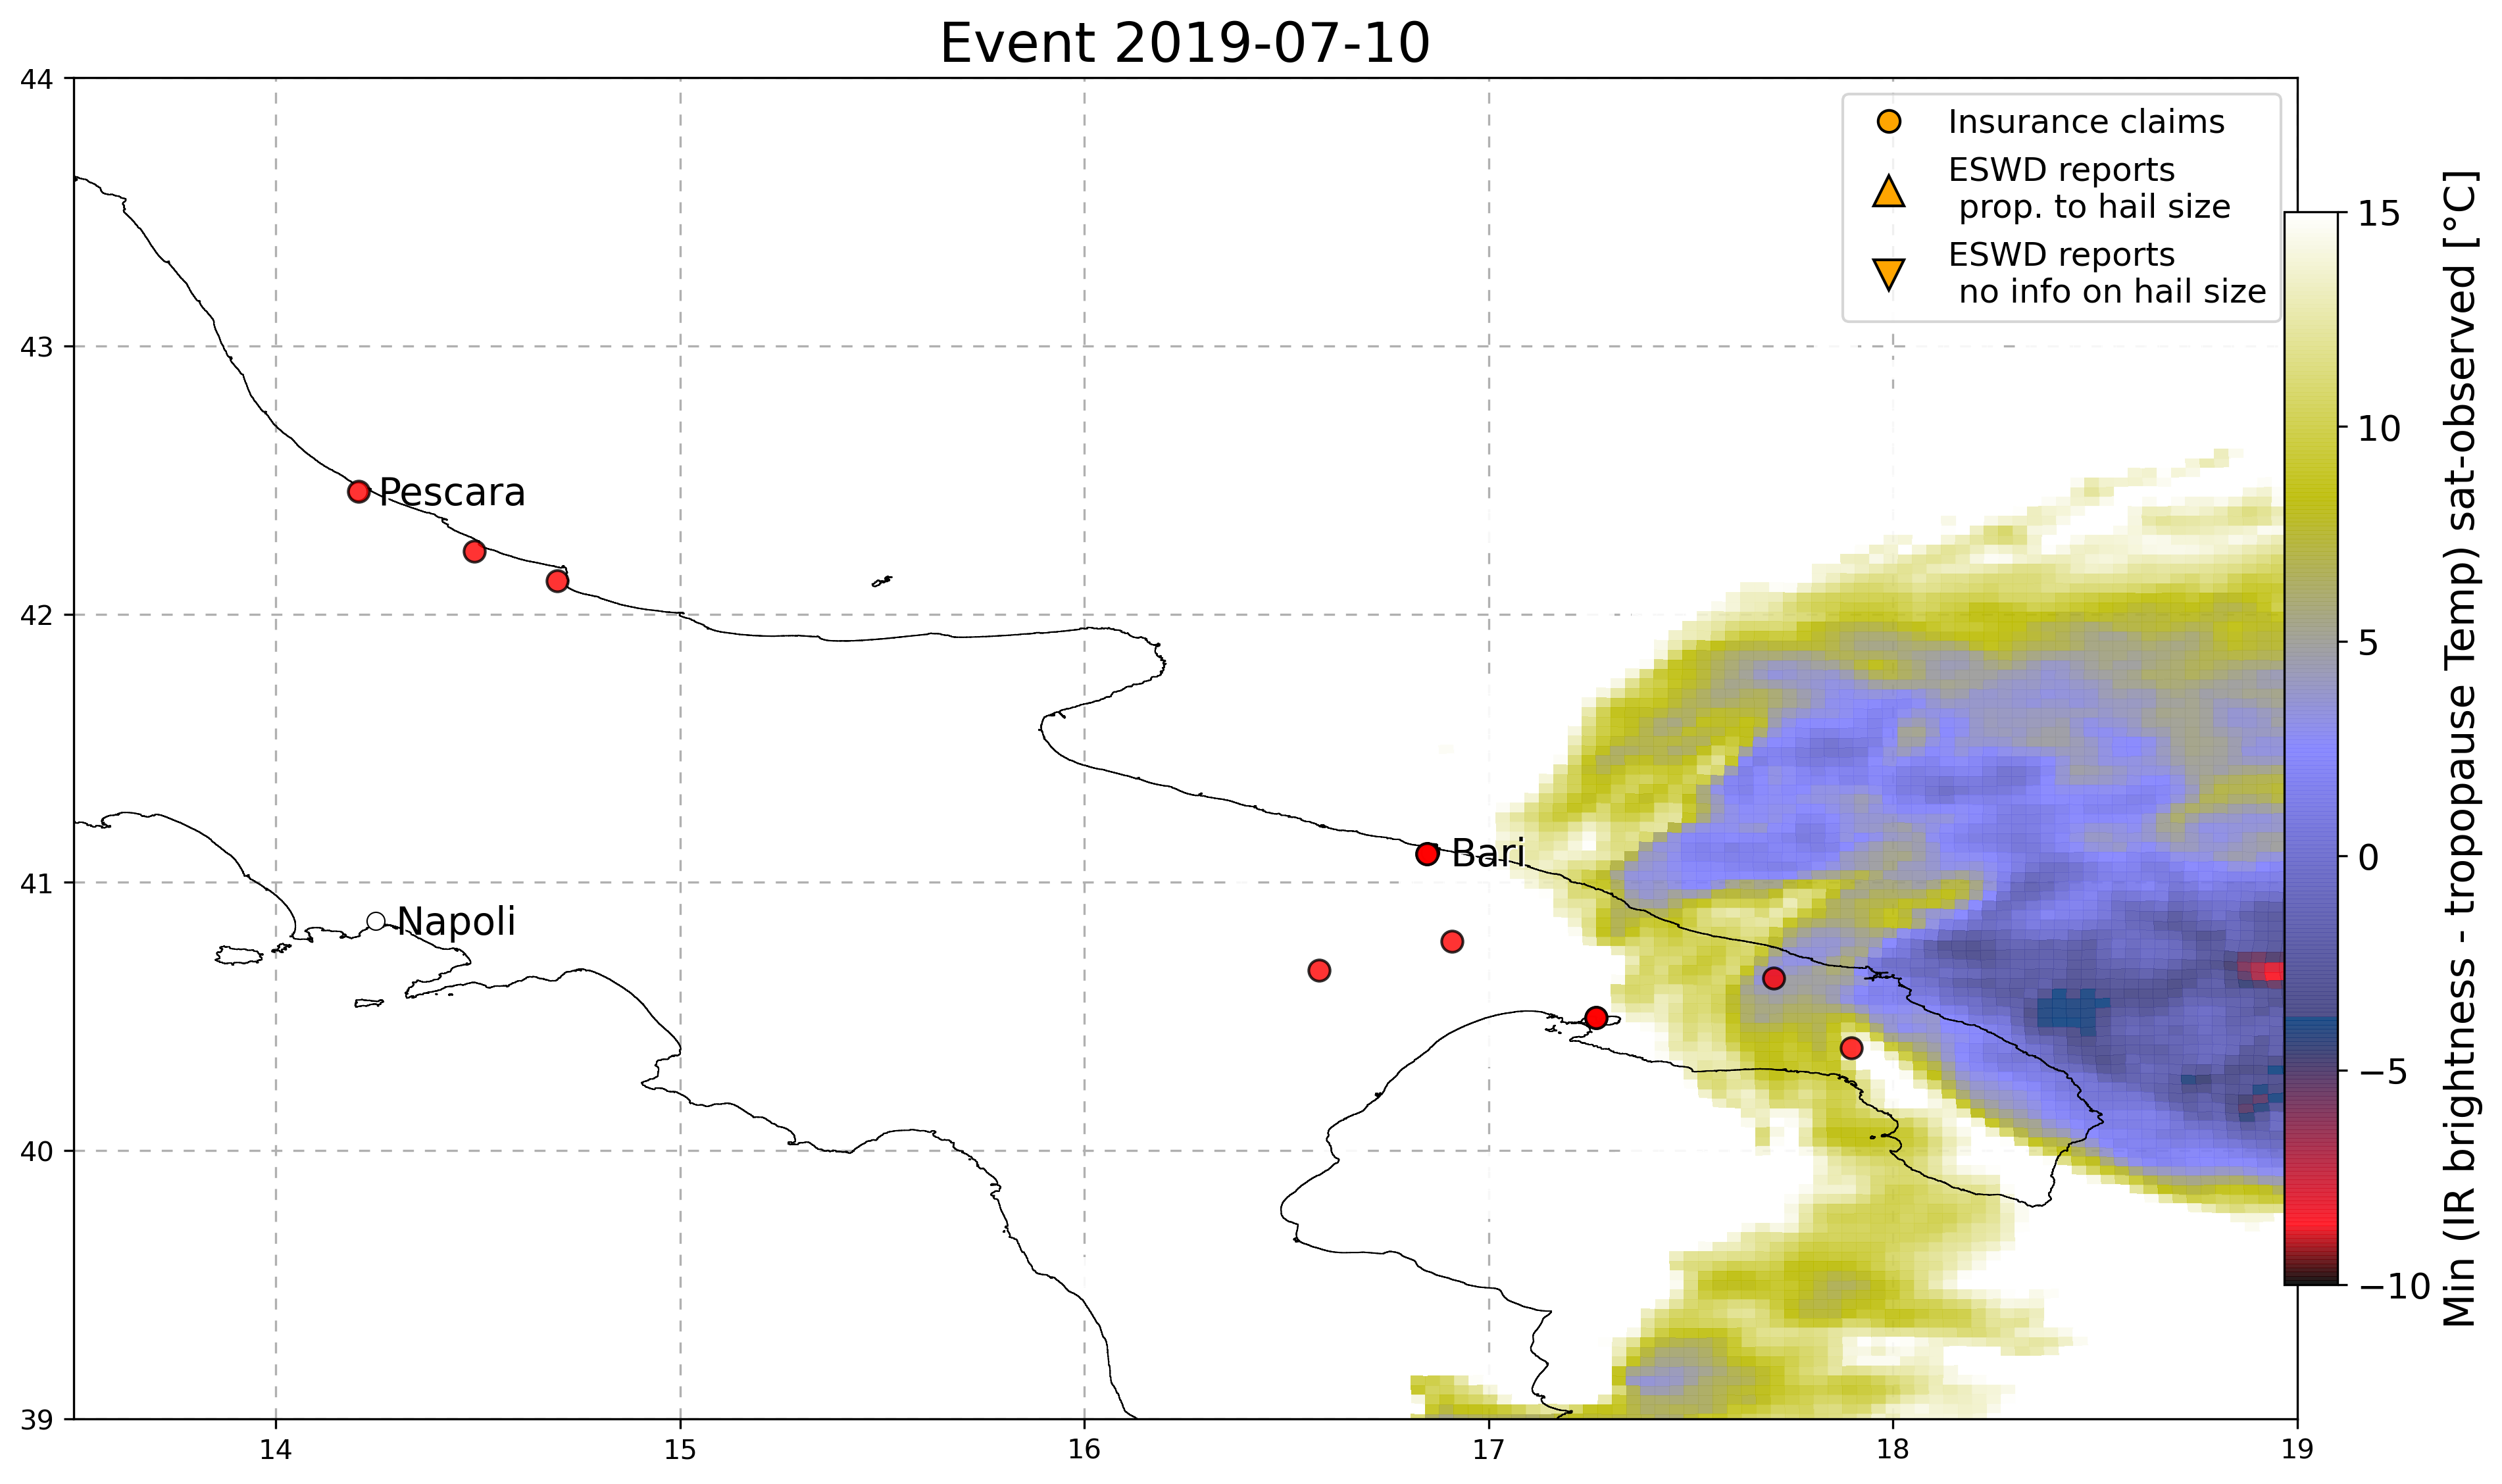 Event 2019-07-10
44
43
42
41
40
39
14
15
16
17
18
19
Insurance claims
ESWD reports
prop. to hail size
ESWD reports
no info on hail size
Pescara
Bari
Napoli
15
10
5
0
−5
−10
Min (IR brightness - tropopause Temp) sat-observed [°C]